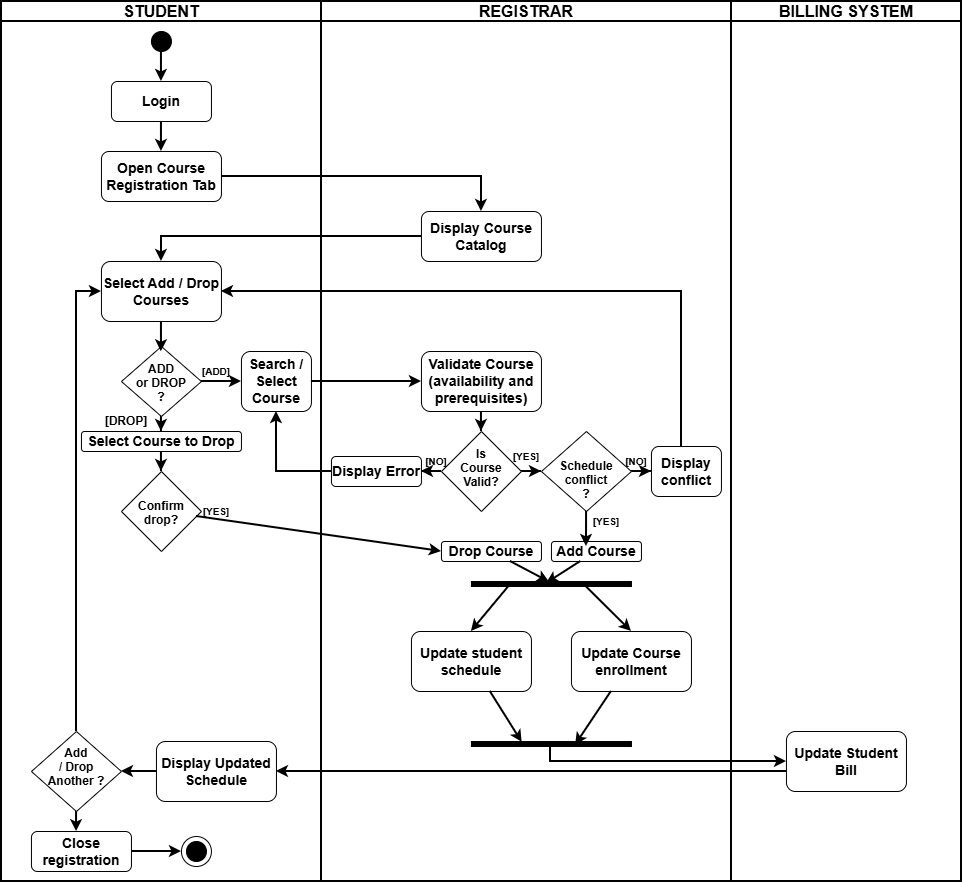 STUDENT
REGISTRAR
BILLING SYSTEM
Login
Open Course
Registration Tab
Display Course
Catalog
Select Add / Drop
Courses
ADD
or DROP
?
[ADD]
Search /
Select
Course
Validate Course
(availability and
prerequisites)
[DROP]
Select Course to Drop
Display Error
[NO]
Is
Course
Valid?
[YES]
Schedule
conflict
?
[NO]
Display
conflict
Confirm
drop?
[YES]
[YES]
Drop Course
Add Course
Update student
schedule
Update Course
enrollment
Add
/ Drop
Another ?
Display Updated
Schedule
Update Student
Bill
Close
registration